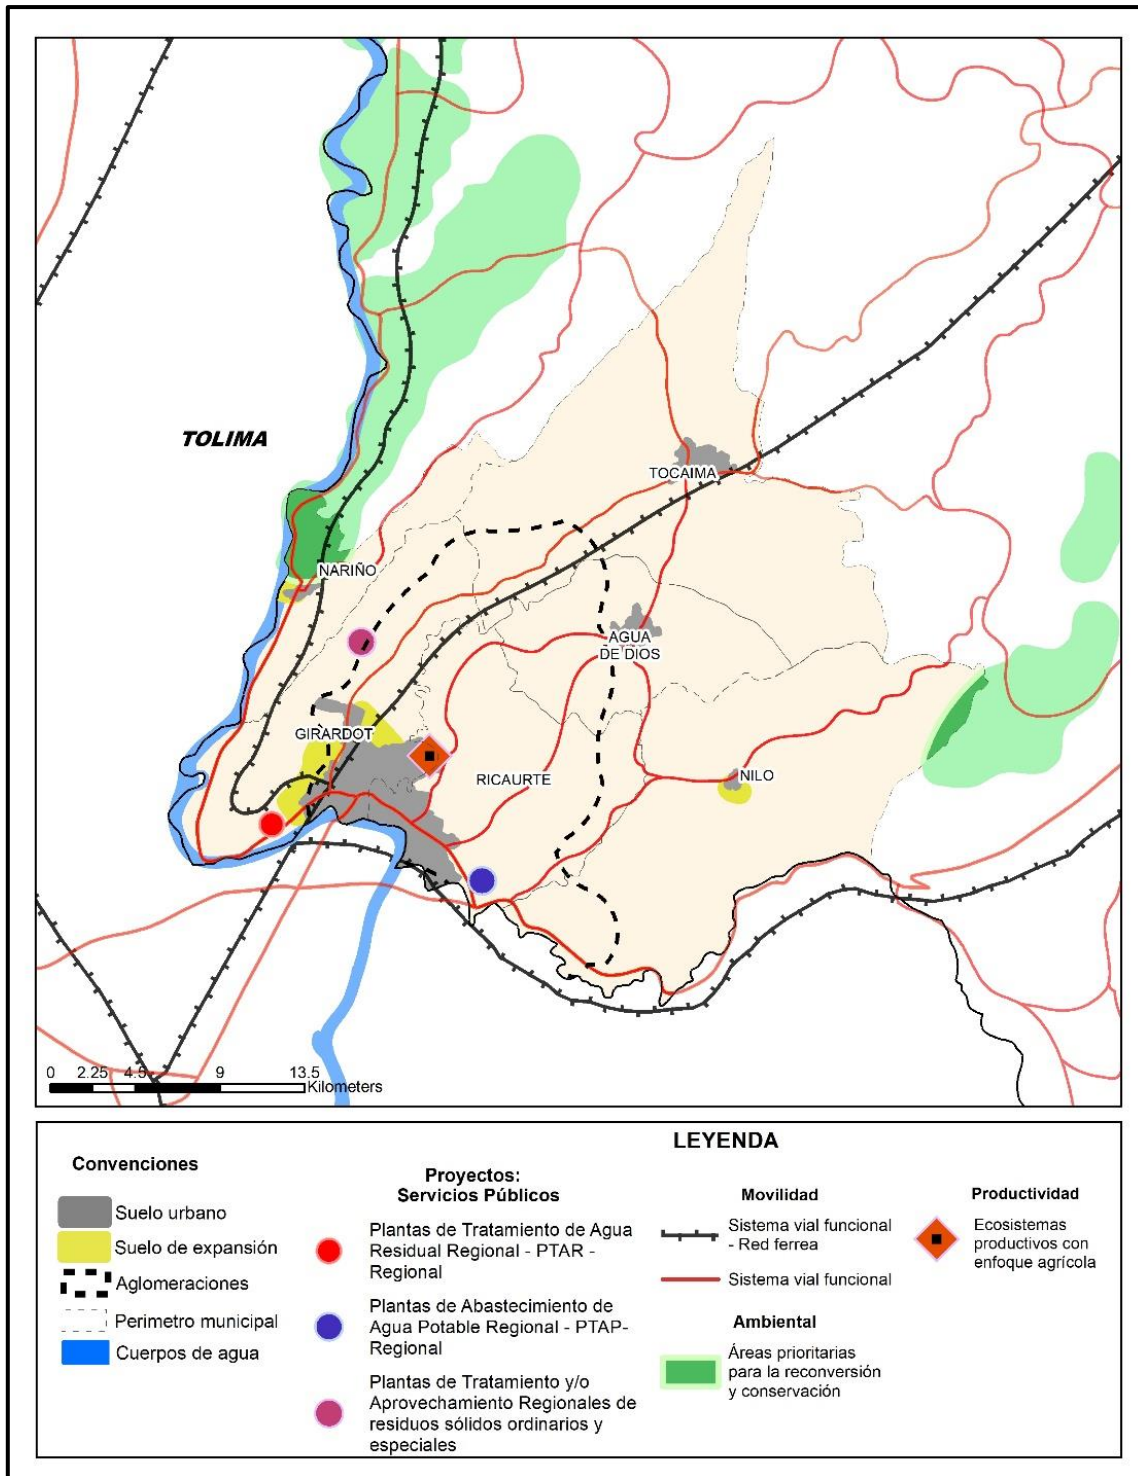 TOLIMA
TOCAIMA
NARIÑO
AGUA
DE DIOS
GIRARDOT
RICAURTE
NILO
0 2.25 4.5 9 13.5
Kilometers
LEYENDA
Convenciones
Suelo urbano
Suelo de expansión
Aglomeraciones
Perimetro municipal
Cuerpos de agua
Proyectos:
Servicios Públicos
Plantas de Tratamiento de Agua
Residual Regional - PTAR -
Regional
Plantas de Abastecimiento de
Agua Potable Regional - PTAP-
Regional
Plantas de Tratamiento y/o
Aprovechamiento Regionales de
residuos sólidos ordinarios y
especiales
Movilidad
Sistema vial funcional
- Red ferrea
Sistema vial funcional
Ambiental
Áreas prioritarias
para la reconversión
y conservación
Productividad
Ecosistemas
productivos con
enfoque agrícola